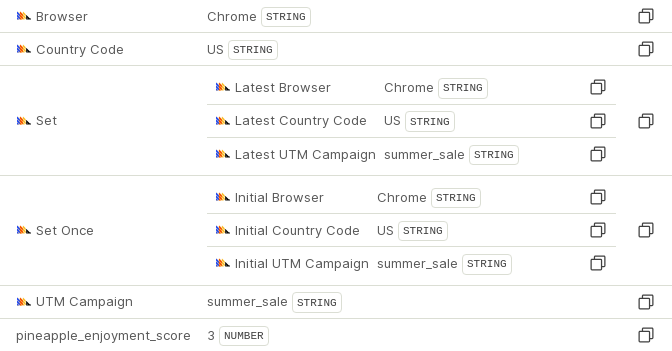 Browser Chrome STRING
Country Code US STRING
Latest Browser Chrome STRING
Set Latest Country Code US STRING
Latest UTM Campaign summer_sale STRING
Initial Browser Chrome STRING
Set Once Initial Country Code US STRING
Initial UTM Campaign summer_sale STRING
UTM Campaign summer_sale STRING
pineapple_enjoyment_score 3 NUMBER